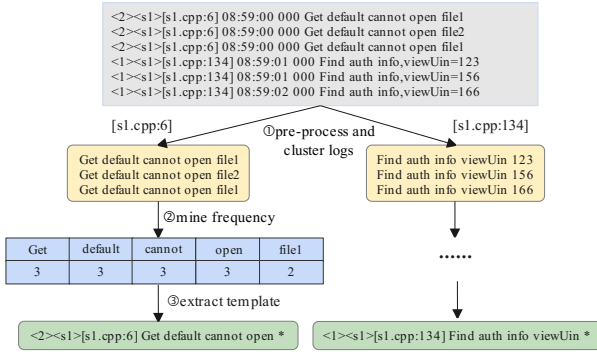 <2><s1>[s1.cpp:6] 08:59:00 000 Get default cannot open file1
<2><s1>[s1.cpp:6] 08:59:00 000 Get default cannot open file2
<2><s1>[s1.cpp:6] 08:59:00 000 Get default cannot open file1
<1><s1>[s1.cpp:134] 08:59:01 000 Find auth info,viewUin=123
<1><s1>[s1.cpp:134] 08:59:01 000 Find auth info,viewUin=156
<1><s1>[s1.cpp:134] 08:59:02 000 Find auth info,viewUin=166
[s1.cpp:6]
①pre-process and
cluster logs
[s1.cpp:134]
Get default cannot open file1
Get default cannot open file2
Get default cannot open file1
Find auth info viewUin 123
Find auth info viewUin 156
Find auth info viewUin 166
②mine frequency
Get default cannot open file1
3 3 3 3 2
......
③extract template
<2><s1>[s1.cpp:6] Get default cannot open *
<1><s1>[s1.cpp:134] Find auth info viewUin *